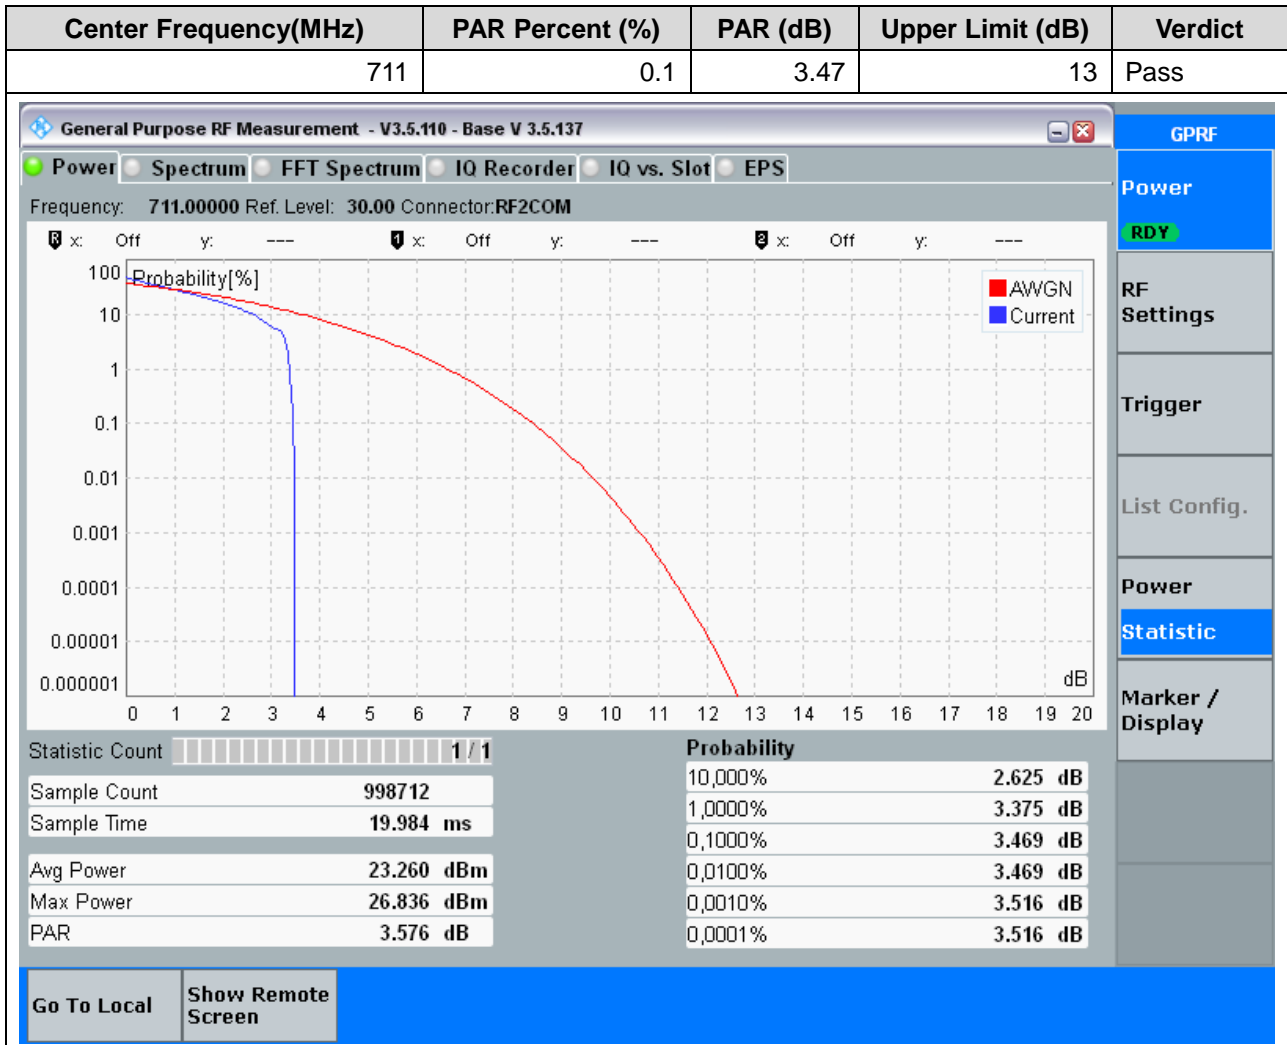 Center Frequency(MHz) PAR Percent (%) PAR (dB) Upper Limit (dB) Verdict
711 0.1 3.47 13 Pass
General Purpose RF Measurement - V3.5.110 - Base V 3.5.137
GPRF
Power Spectrum FFT Spectrum IQ Recorder IQ vs. Slot EPS
Frequency: 711.00000 Ref. Level: 30.00 Connector:RF2COM
R x: Off y: --- 1 x: Off y: --- 2 x: Off y: ---
Probability[%]
100
10
1
0.1
0.01
0.001
0.0001
0.00001
0.000001
AWGN
Current
dB
0 1 2 3 4 5 6 7 8 9 10 11 12 13 14 15 16 17 18 19 20
Statistic Count 1 / 1
Sample Count 998712
Sample Time 19.984 ms
Avg Power 23.260 dBm
Max Power 26.836 dBm
PAR 3.576 dB
Probability
10,000% 2.625 dB
1,0000% 3.375 dB
0,1000% 3.469 dB
0,0100% 3.469 dB
0,0010% 3.516 dB
0,0001% 3.516 dB
Power
RDY
RF
Settings
Trigger
List Config.
Power
Statistic
Marker /
Display
Go To Local
Show Remote
Screen